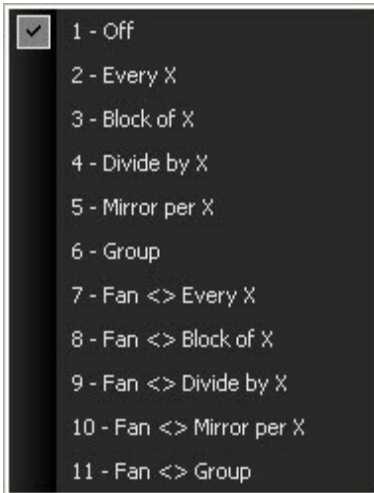 1 - Off
2 - Every X
3 - Block of X
4 - Divide by X
5 - Mirror per X
6 - Group
7 - Fan <> Every X
8 - Fan <> Block of X
9 - Fan <> Divide by X
10 - Fan <> Mirror per X
11 - Fan <> Group